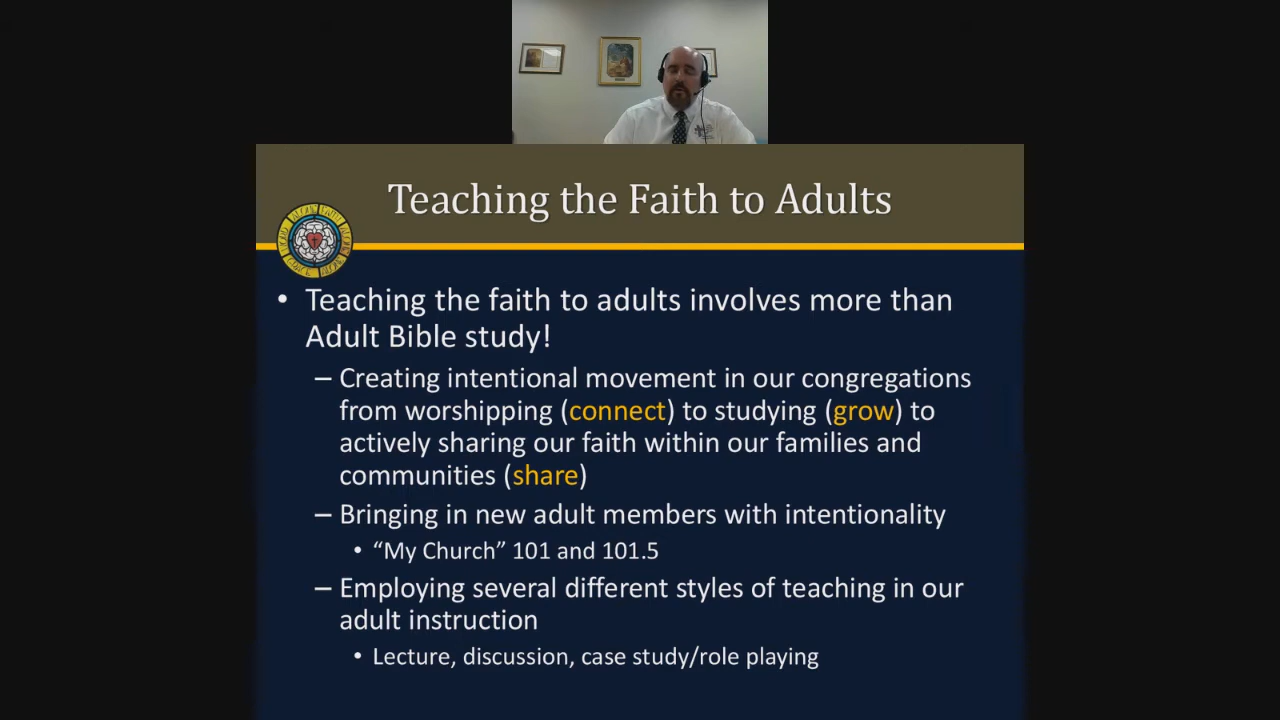 Teaching the Faith to Adults
• Teaching the faith to adults involves more than
Adult Bible study!
– Creating intentional movement in our congregations
from worshipping (connect) to studying (grow) to
actively sharing our faith within our families and
communities (share)
– Bringing in new adult members with intentionality
• “My Church” 101 and 101.5
– Employing several different styles of teaching in our
adult instruction
• Lecture, discussion, case study/role playing